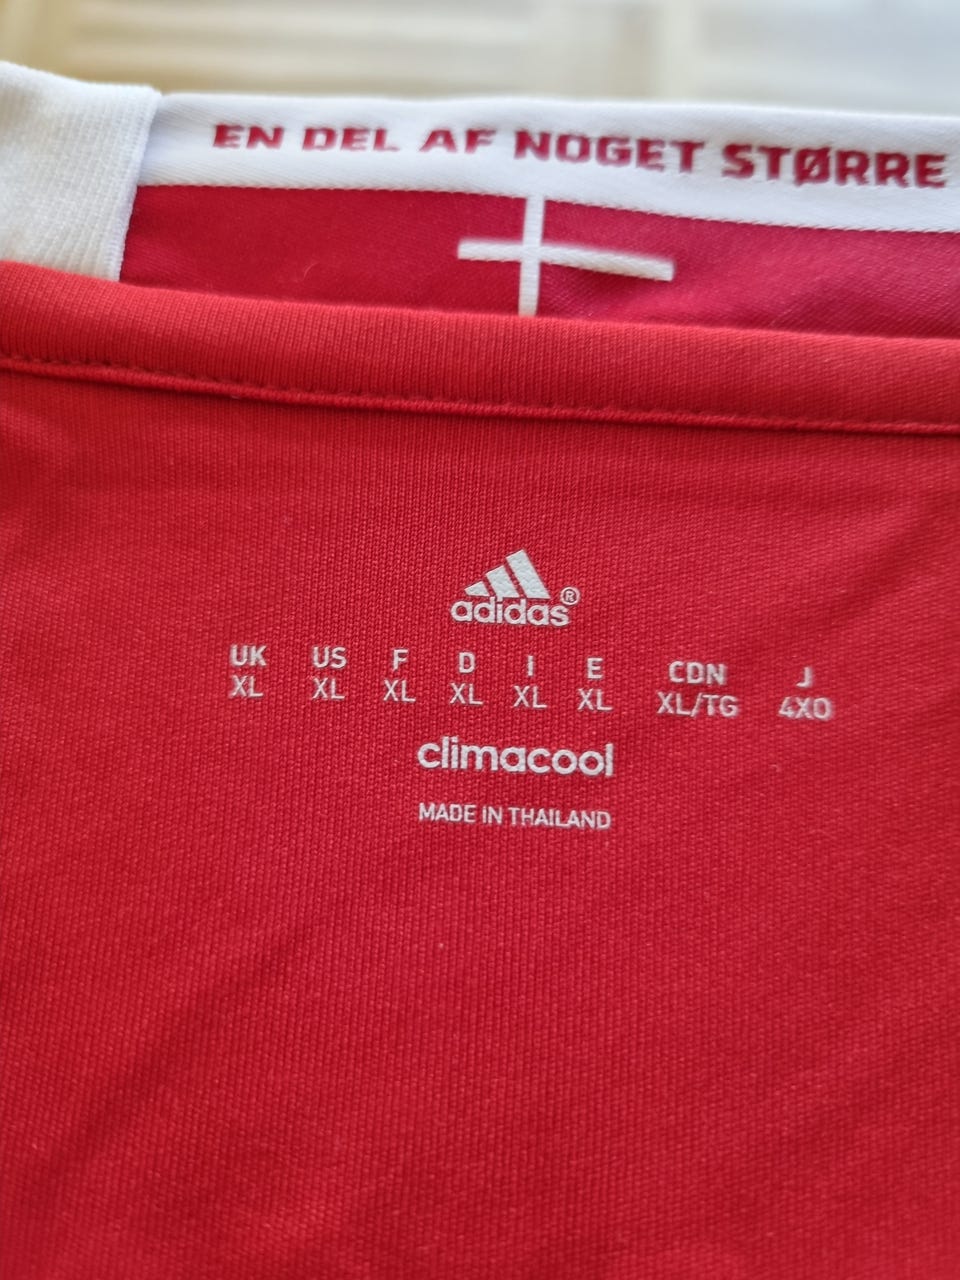 EN DEL AF NOGET STØRRE
adidas®
UK US F D I E CDN J
XL XL XL XL XL XL XL/TG 4XO
climacool
MADE IN THAILAND